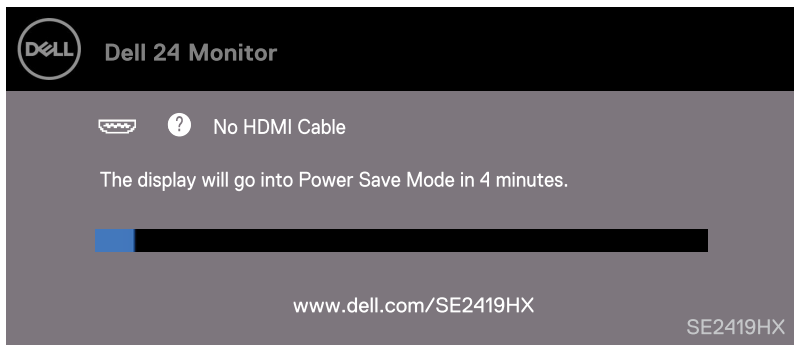 DELL
Dell 24 Monitor
? No HDMI Cable
The display will go into Power Save Mode in 4 minutes.
www.dell.com/SE2419HX
SE2419HX